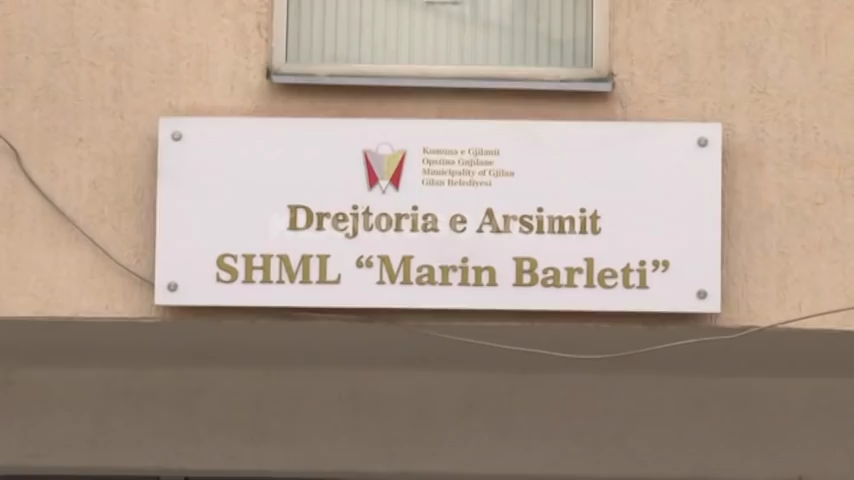 Komuna e Gjilanit
Opština Gnjilane
Municipality of Gjilan
Gilan Belediyesi
Drejtoria e Arsimit
SHML “Marin Barleti”